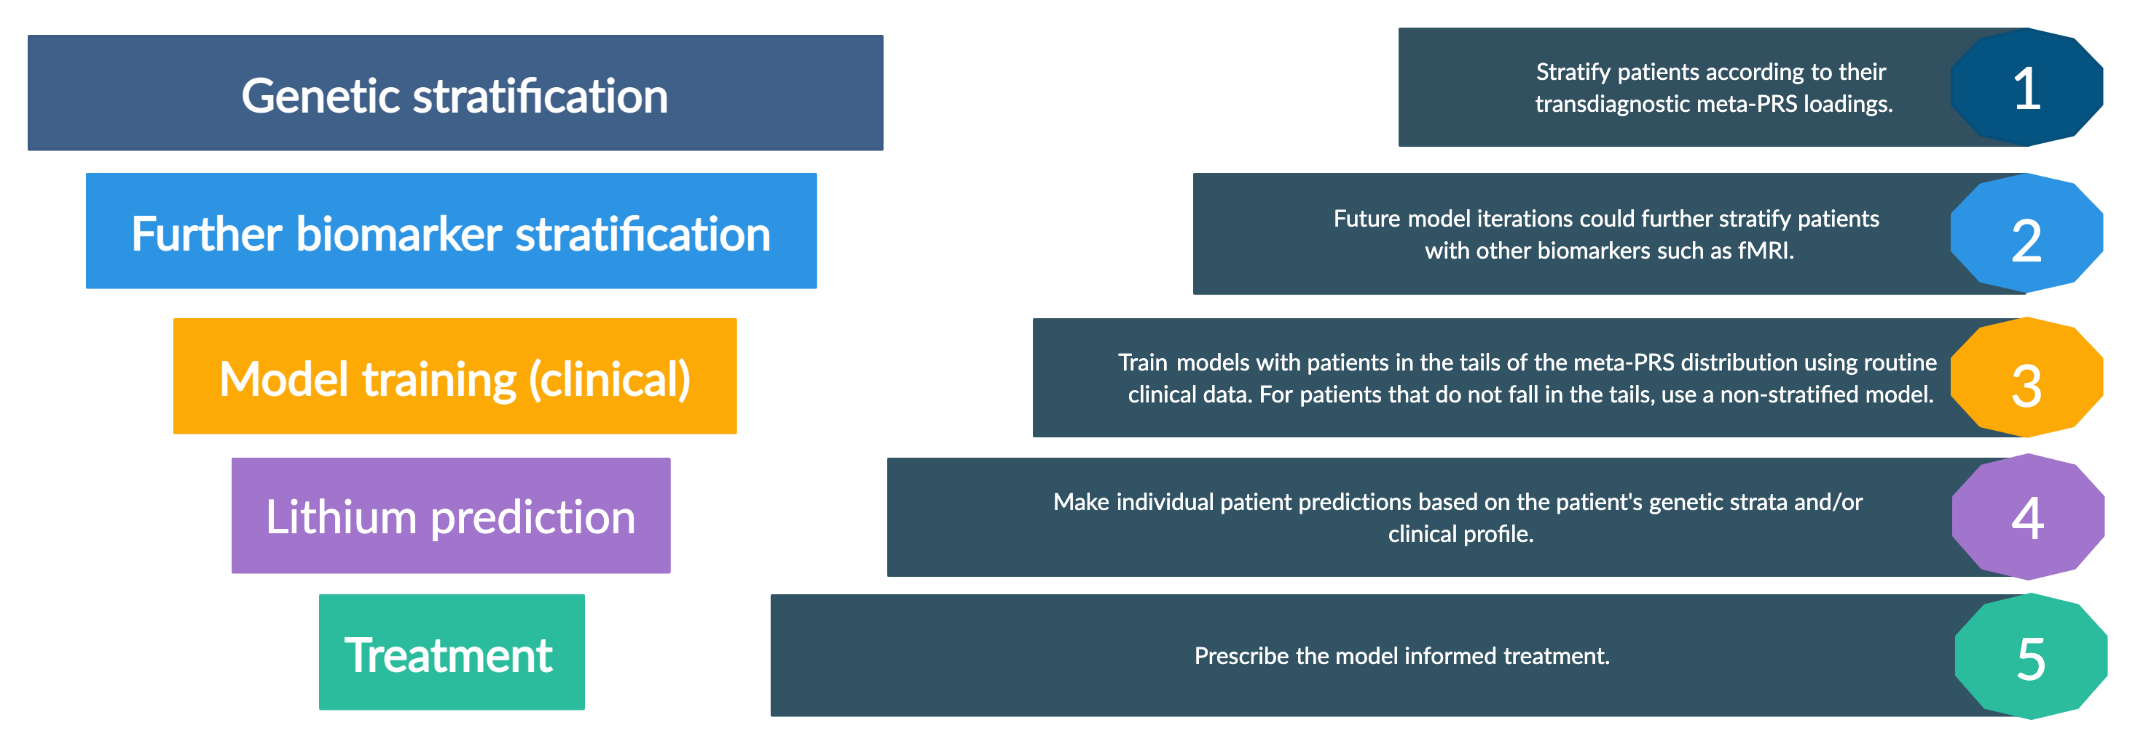 Genetic stratification
Stratify patients according to their
transdiagnostic meta-PRS loadings.
1
Further biomarker stratification
Future model iterations could further stratify patients
with other biomarkers such as fMRI.
2
Model training (clinical)
Train models with patients in the tails of the meta-PRS distribution using routine
clinical data. For patients that do not fall in the tails, use a non-stratified model.
3
Lithium prediction
Make individual patient predictions based on the patient's genetic strata and/or
clinical profile.
4
Treatment
Prescribe the model informed treatment.
5